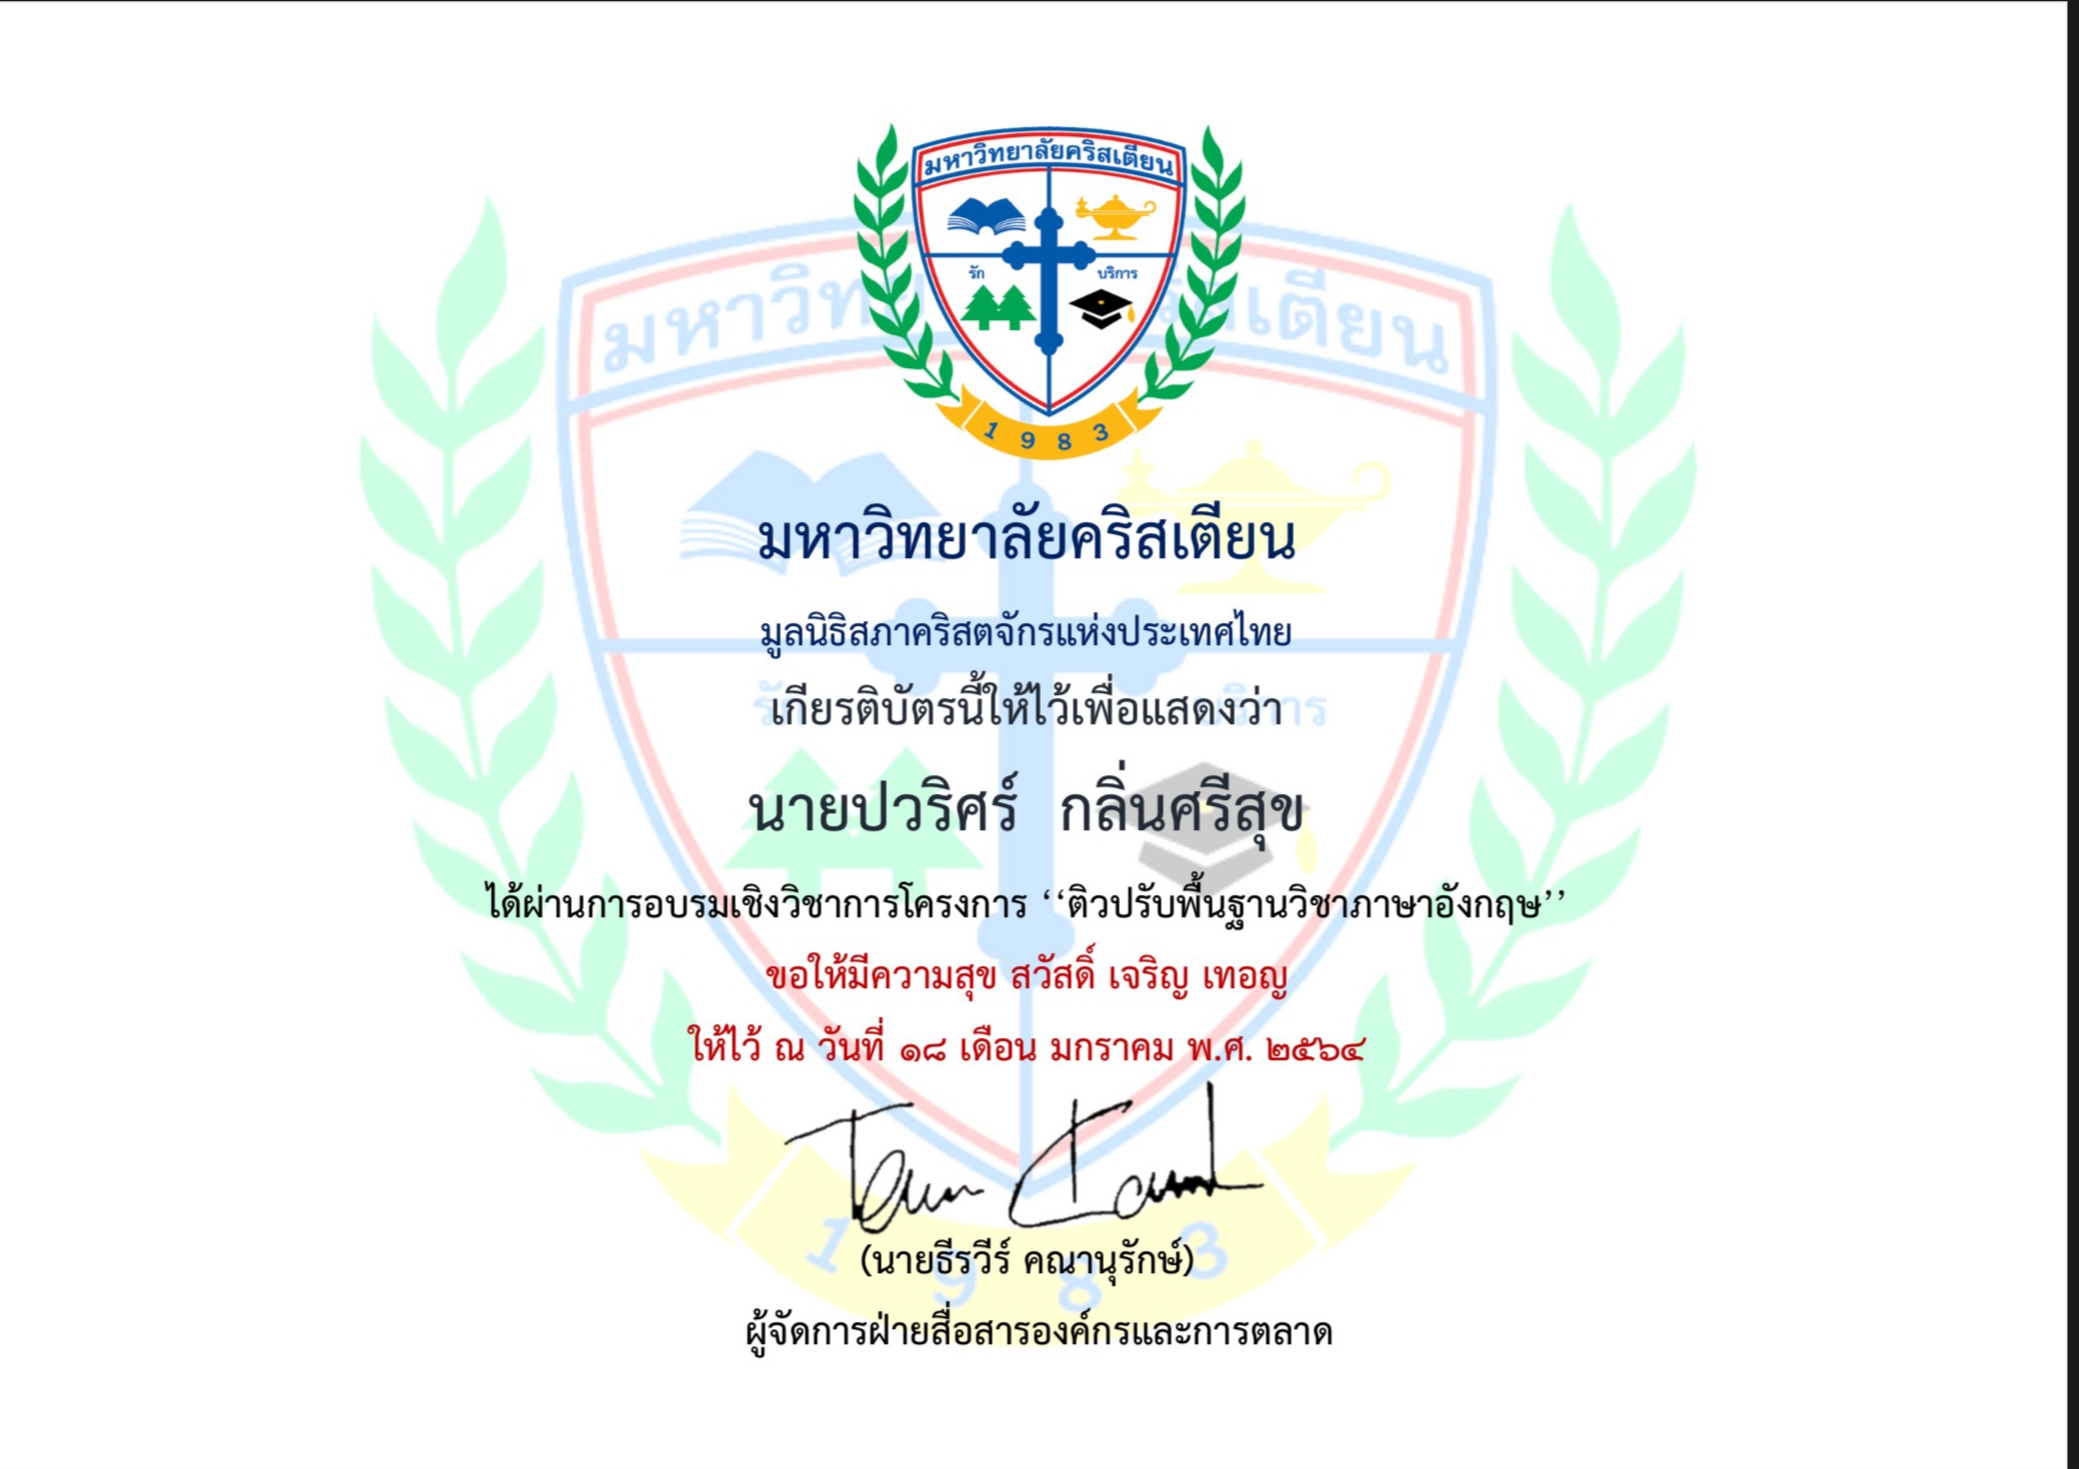 มหาวิทยาลัยคริสเตียน
รัก
บริการ
1983
มหาวิทยาลัยคริสเตียน
มูลนิธิสภาคริสตจักรแห่งประเทศไทย
เกียรติบัตรนี้ให้ไว้เพื่อแสดงว่า
นายปวริศร์ กลิ่นศรีสุข
ได้ผ่านการอบรมเชิงวิชาการโครงการ ‘‘ติวปรับพื้นฐานวิชาภาษาอังกฤษ’’
ขอให้มีความสุข สวัสดิ์ เจริญ เทอญ
ให้ไว้ ณ วันที่ ๑๘ เดือน มกราคม พ.ศ. ๒๕๖๔
(นายธีรวีร์ คณานุรักษ์)
ผู้จัดการฝ่ายสื่อสารองค์กรและการตลาด